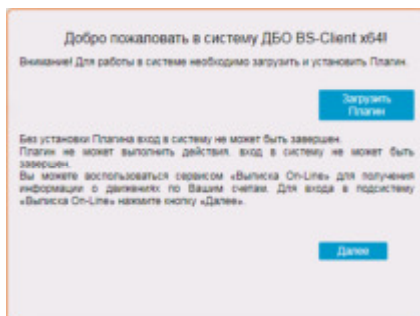 Добро пожаловать в систему ДБО BS-Client x64!
Внимание! Для работы в системе необходимо загрузить и установить Плагин.
Загрузить
Плагин
Без установки Плагина вход в систему не может быть завершен.
Плагин не может выполнить действия. вход в систему не может быть
завершен.
Вы можете воспользоваться сервисом «Выписка On-Line» для получения
информации о движениях по Вашим счетам. Для входа в подсистему
«Выписка On-Line» нажмите кнопку «Далее».
Далее